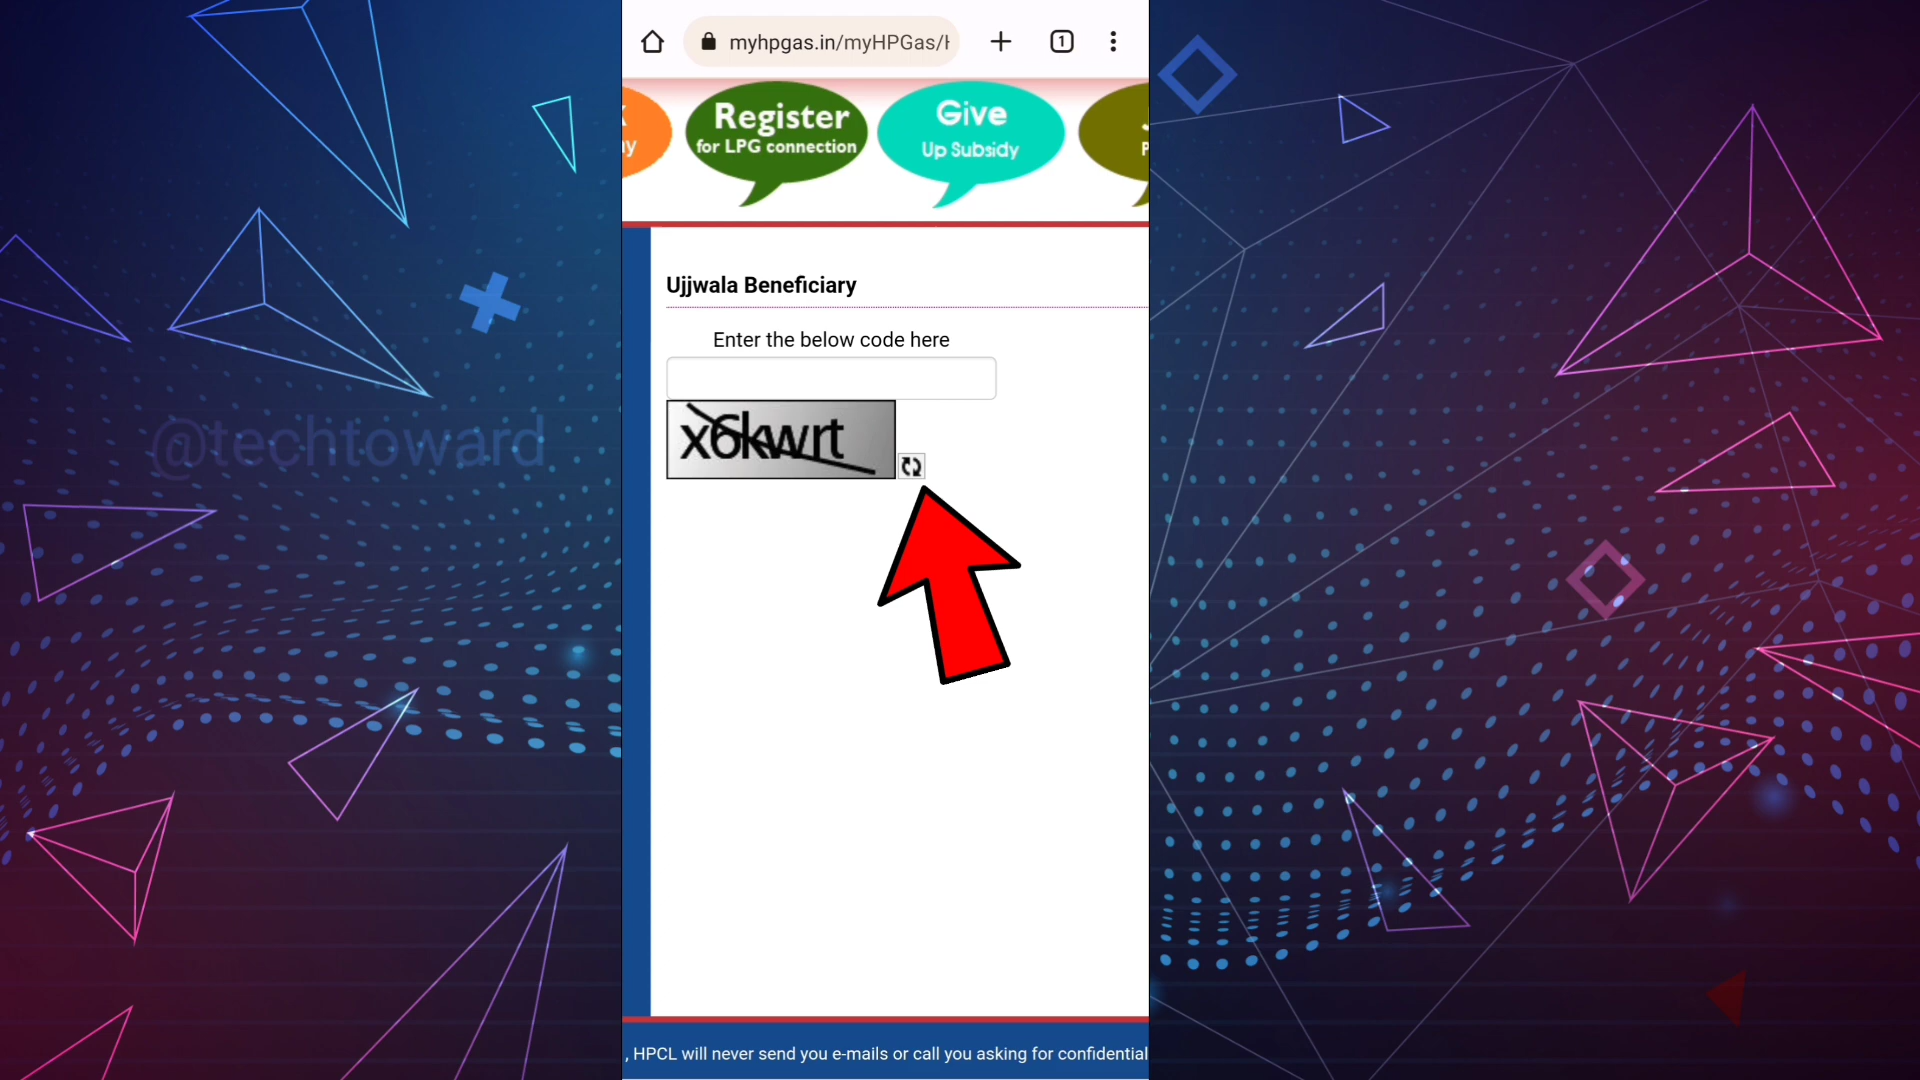 myhpgas.in/myHPGas/
1
Register
for LPG connection
Give
Up Subsidy
Ujjwala Beneficiary
Enter the below code here
x6kwrt
@techtoward
, HPCL will never send you e-mails or call you asking for confidential